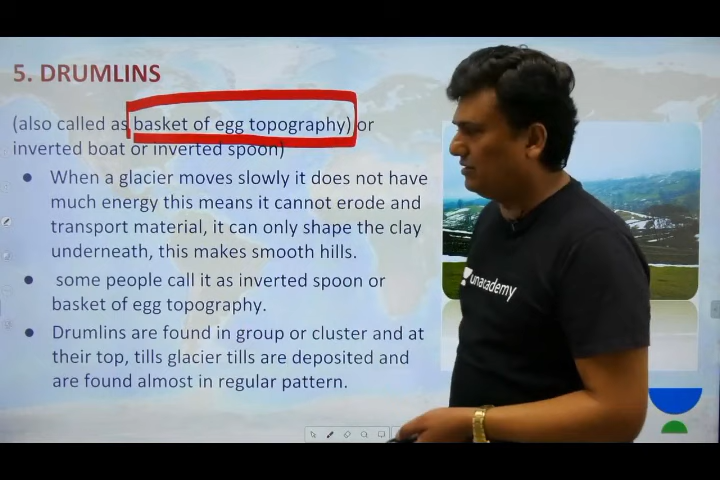 5. DRUMLINS
(also called as basket of egg topography) or
inverted boat or inverted spoon)
When a glacier moves slowly it does not have
much energy this means it cannot erode and
transport material, it can only shape the clay
underneath, this makes smooth hills.
some people call it as inverted spoon or
basket of egg topography.
Drumlins are found in group or cluster and at
their top, tills glacier tills are deposited and
are found almost in regular pattern.
unacademy